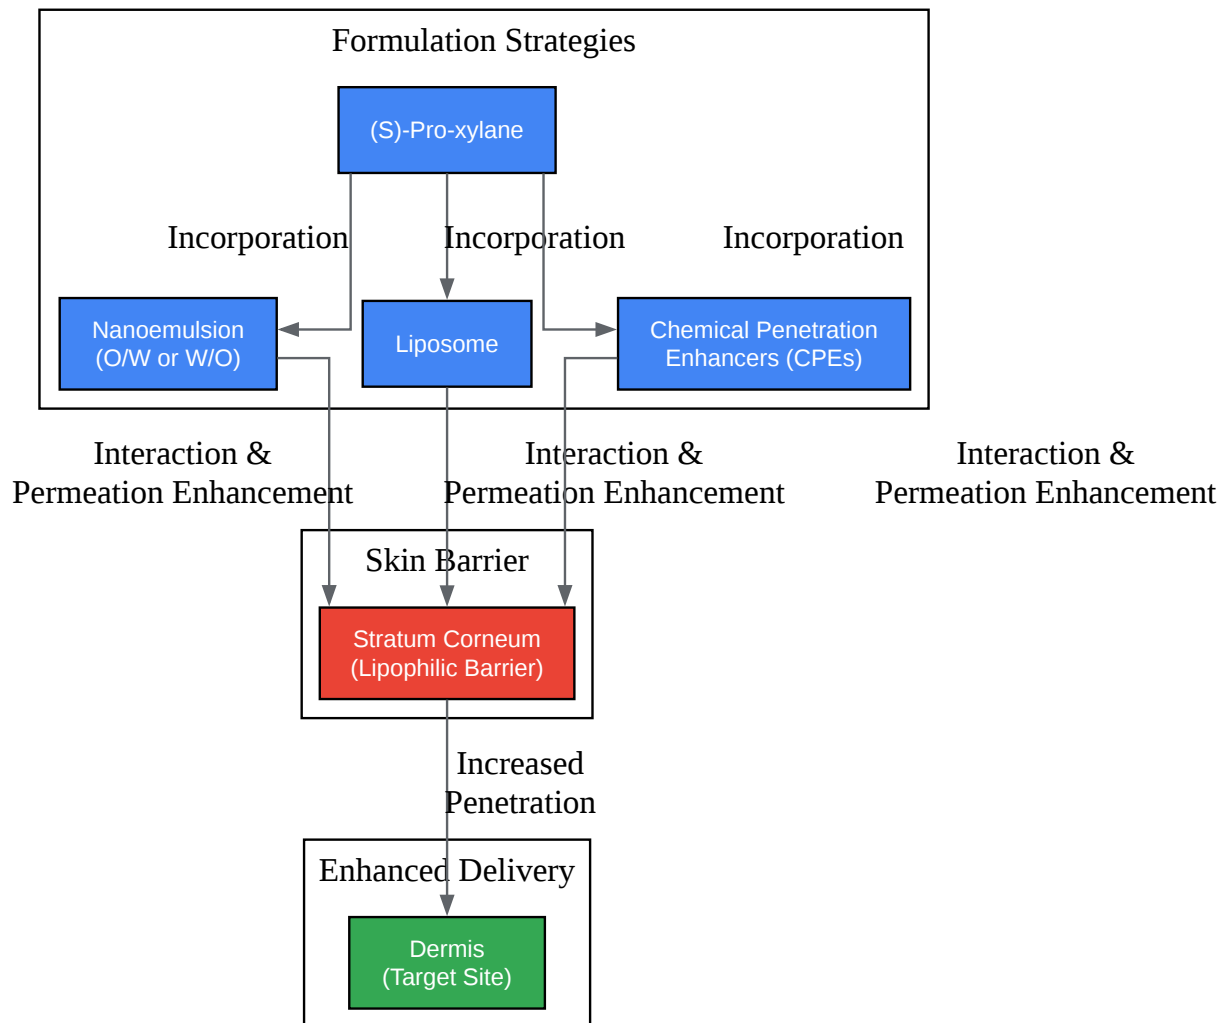 Formulation Strategies
(S)-Pro-xylane
Incorporation
Incorporation
Incorporation
Nanoemulsion
(O/W or W/O)
Liposome
Chemical Penetration
Enhancers (CPEs)
Interaction &
Permeation Enhancement
Interaction &
Permeation Enhancement
Interaction &
Permeation Enhancement
Skin Barrier
Stratum Corneum
(Lipophilic Barrier)
Increased
Penetration
Enhanced Delivery
Dermis
(Target Site)